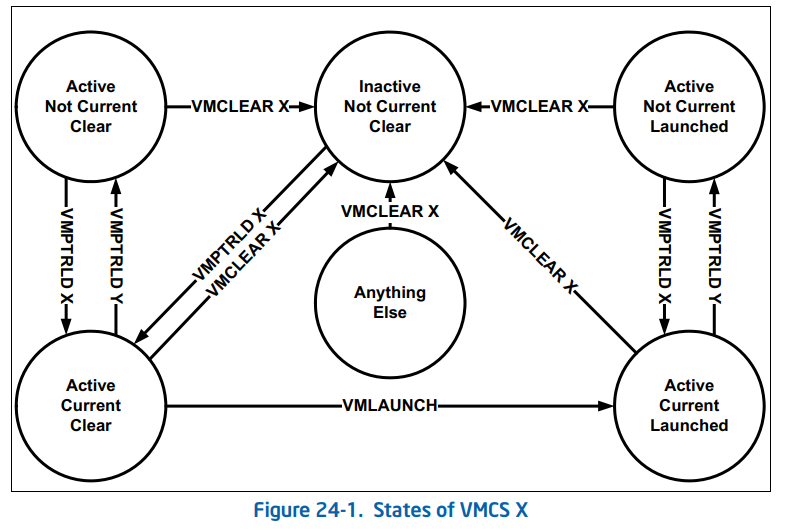 Active
Not Current
Clear
VMCLEAR X
Inactive
Not Current
Clear
VMCLEAR X
Active
Not Current
Launched
VMPTRLD X
VMPTRLD Y
VMPTRLD X
VMCLEAR X
VMCLEAR X
Anything
Else
VMCLEAR X
VMPTRLD X
VMPTRLD Y
Active
Current
Clear
VMLAUNCH
Active
Current
Launched
Figure 24-1. States of VMCS X